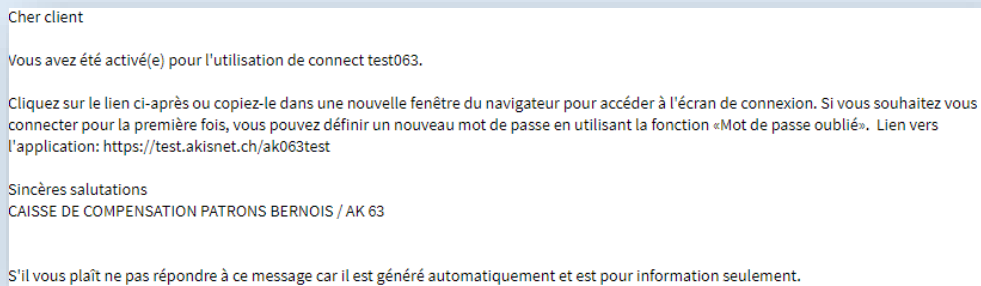 Cher client
Vous avez été activé(e) pour l'utilisation de connect test063.
Cliquez sur le lien ci-après ou copiez-le dans une nouvelle fenêtre du navigateur pour accéder à l'écran de connexion. Si vous souhaitez vous
connecter pour la première fois, vous pouvez définir un nouveau mot de passe en utilisant la fonction «Mot de passe oublié».  Lien vers
l'application: https://test.akisnet.ch/ak063test
Sincères salutations
CAISSE DE COMPENSATION PATRONS BERNOIS / AK 63
S'il vous plaît ne pas répondre à ce message car il est généré automatiquement et est pour information seulement.